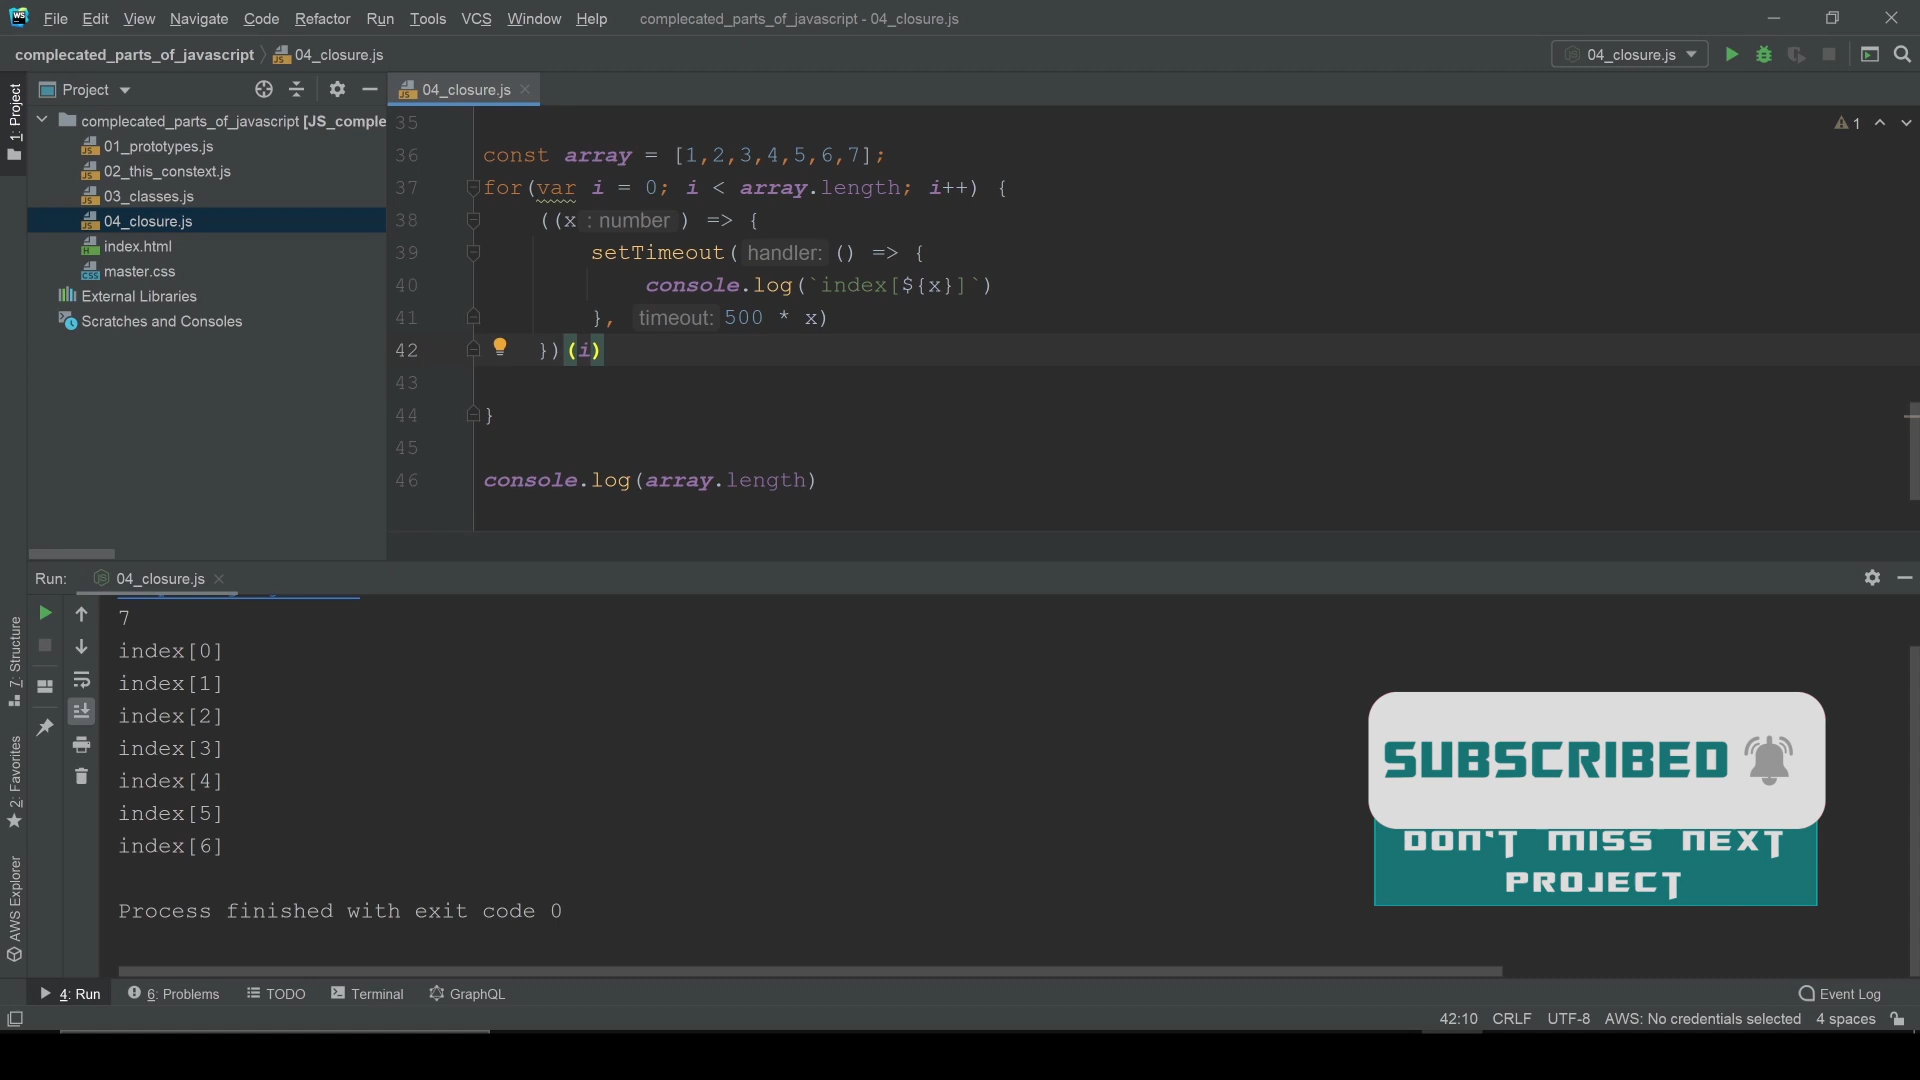 File Edit View Navigate Code Refactor Run Tools VCS Window Help complecated_parts_of_javascript - 04_closure.js
complecated_parts_of_javascript 04_closure.js
04_closure.js
1: Project
Project
complecated_parts_of_javascript [JS_comple
01_prototypes.js
02_this_constext.js
03_classes.js
04_closure.js
index.html
master.css
External Libraries
Scratches and Consoles
04_closure.js
1
35
36 const array = [1,2,3,4,5,6,7];
37 for(var i = 0; i < array.length; i++) {
38 ((x : number ) => {
39 setTimeout( handler: () => {
40 console.log(`index[${x}]`)
41 }, timeout: 500 * x)
42 })(i)
43
44 }
45
46 console.log(array.length)
Run: 04_closure.js
7
index[0]
index[1]
index[2]
index[3]
index[4]
index[5]
index[6]
Process finished with exit code 0
SUBSCRIBED
DON'T MISS NEXT
PROJECT
7: Structure
2: Favorites
AWS Explorer
4: Run 6: Problems TODO Terminal GraphQL Event Log
42:10 CRLF UTF-8 AWS: No credentials selected 4 spaces